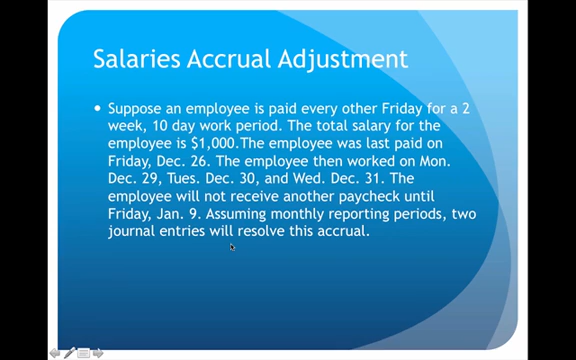 Salaries Accrual Adjustment
• Suppose an employee is paid every other Friday for a 2
week, 10 day work period. The total salary for the
employee is $1,000.The employee was last paid on
Friday, Dec. 26. The employee then worked on Mon.
Dec. 29, Tues. Dec. 30, and Wed. Dec. 31. The
employee will not receive another paycheck until
Friday, Jan. 9. Assuming monthly reporting periods, two
journal entries will resolve this accrual.